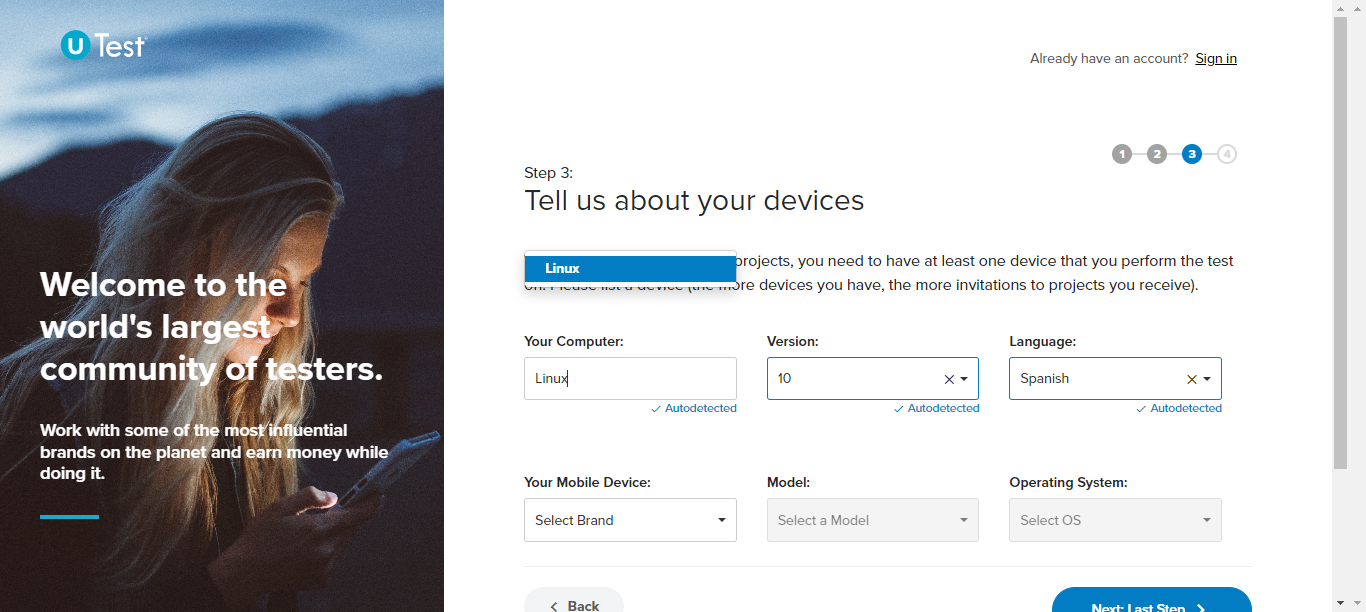 U Test
Already have an account? Sign in
1 2 3 4
Step 3:
Tell us about your devices
Linux
projects, you need to have at least one device that you perform the test
(the more devices you have, the more invitations to projects you receive).
Your Computer: Version: Language:
Linux 10 Spanish
Autodetected Autodetected Autodetected
Your Mobile Device: Model: Operating System:
Select Brand Select a Model Select OS
Back Next: Last Step
Welcome to the
world's largest
community of testers.
Work with some of the most influential
brands on the planet and earn money while
doing it.